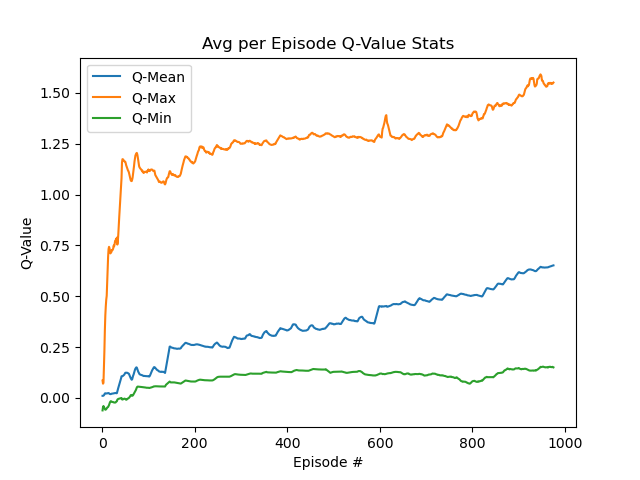 Avg per Episode Q-Value Stats
Q-Mean
Q-Max
Q-Min
Q-Value
1.50
1.25
1.00
0.75
0.50
0.25
0.00
0 200 400 600 800 1000
Episode #